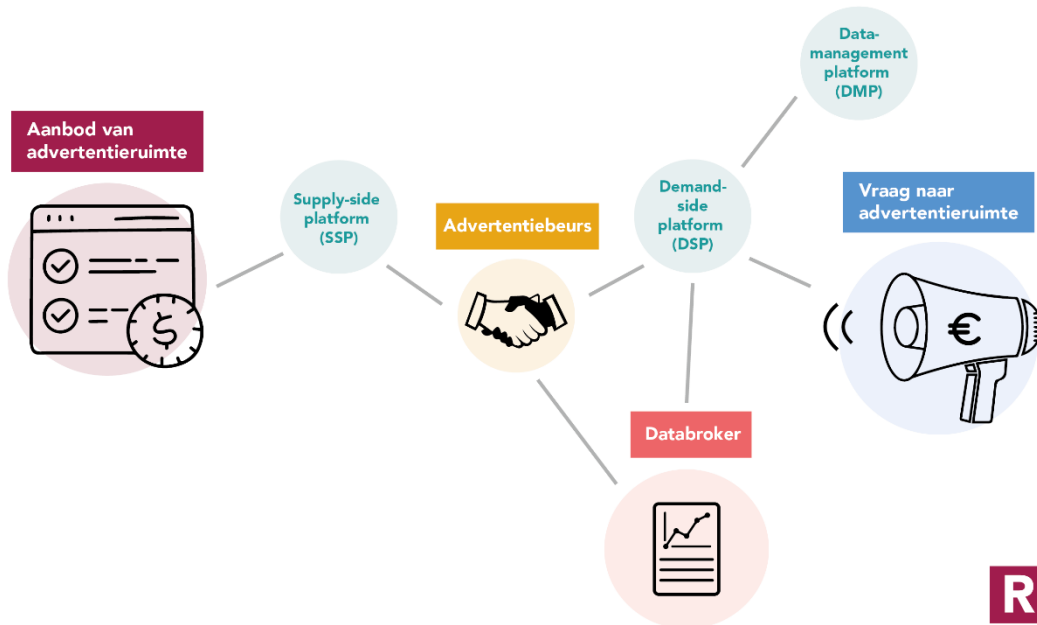 Data-
management
platform
(DMP)
Aanbod van
advertentieruimte
Supply-side
platform
(SSP)
Advertentiebeurs
Demand-
side
platform
(DSP)
Vraag naar
advertentieruimte
$
€
Databroker
R